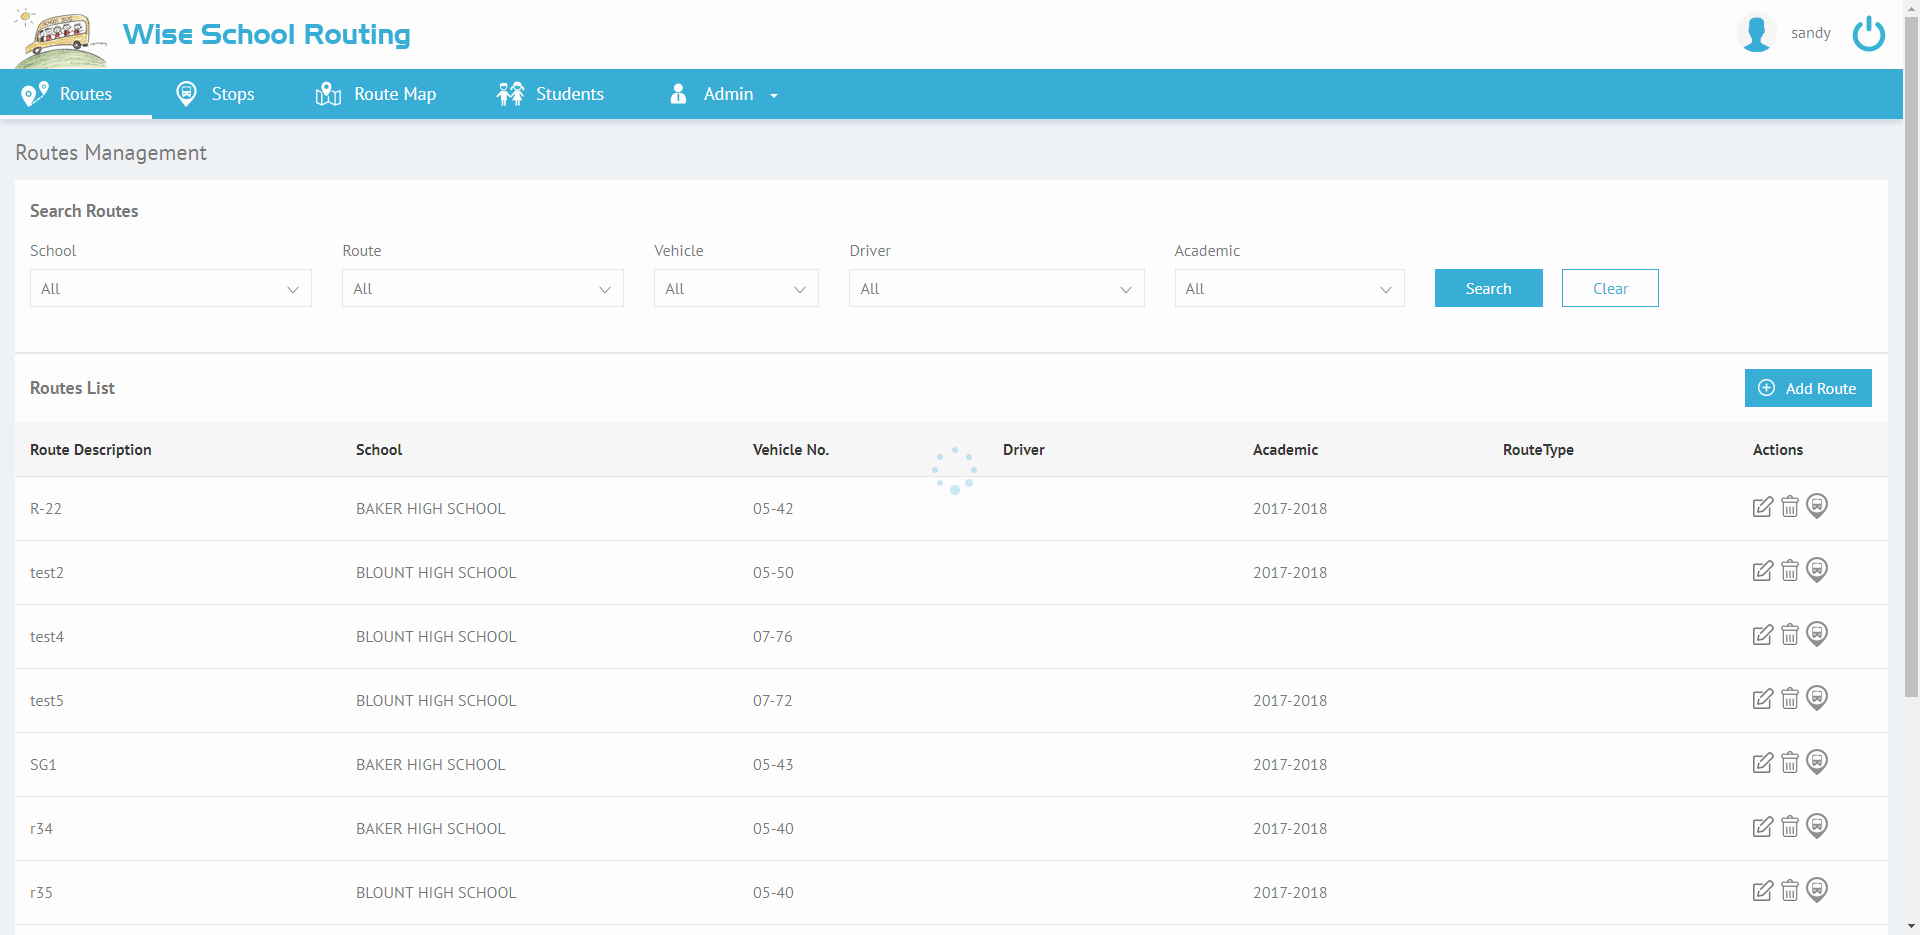 Wise School Routing
sandy
Routes Stops Route Map Students Admin
Routes Management
Search Routes
School Route Vehicle Driver Academic
All All All All All Search Clear
Routes List Add Route
Route Description School Vehicle No. Driver Academic RouteType Actions
R-22 BAKER HIGH SCHOOL 05-42 2017-2018
test2 BLOUNT HIGH SCHOOL 05-50 2017-2018
test4 BLOUNT HIGH SCHOOL 07-76
test5 BLOUNT HIGH SCHOOL 07-72 2017-2018
SG1 BAKER HIGH SCHOOL 05-43 2017-2018
r34 BAKER HIGH SCHOOL 05-40 2017-2018
r35 BLOUNT HIGH SCHOOL 05-40 2017-2018